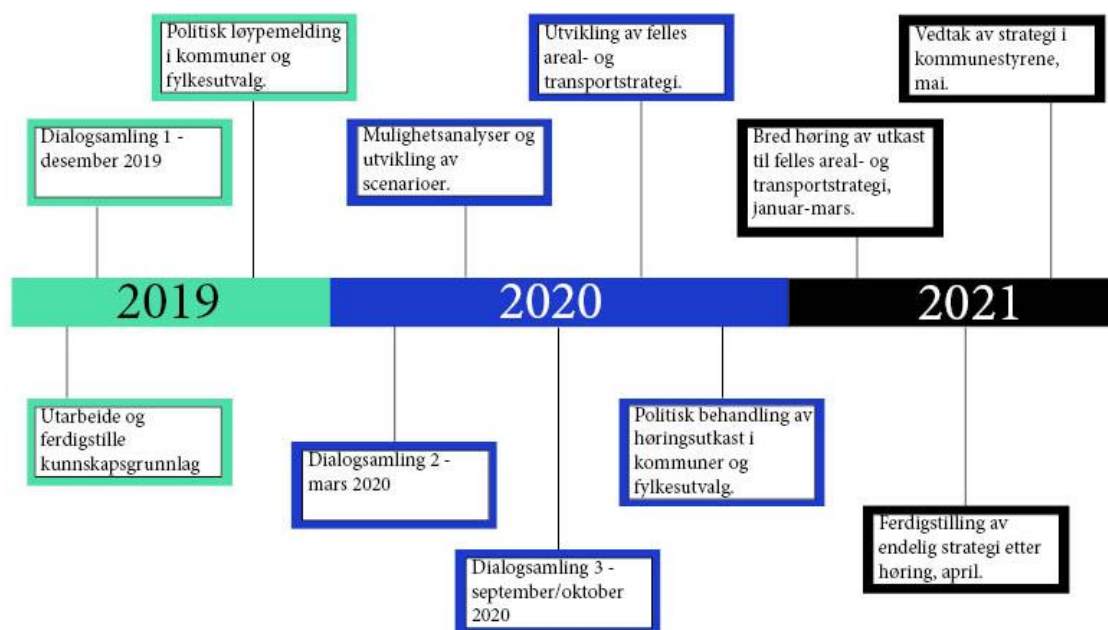 Politisk løypemelding
i kommuner og
fylkesutvalg.
Utvikling av felles
areal- og
transportstrategi.
Vedtak av strategi i
kommunestyrene,
mai.
Dialogsamling 1 -
desember 2019
Mulighetsanalyser og
utvikling av
scenarioer.
Bred høring av utkast
til felles areal- og
transportstrategi,
januar-mars.
2019
2020
2021
Utarbeide og
ferdigstille
kunnskapsgrunnlag
Dialogsamling 2 -
mars 2020
Politisk behandling av
høringsutkast i
kommuner og
fylkesutvalg.
Dialogsamling 3 -
september/oktober
2020
Ferdigstilling av
endelig strategi etter
høring, april.